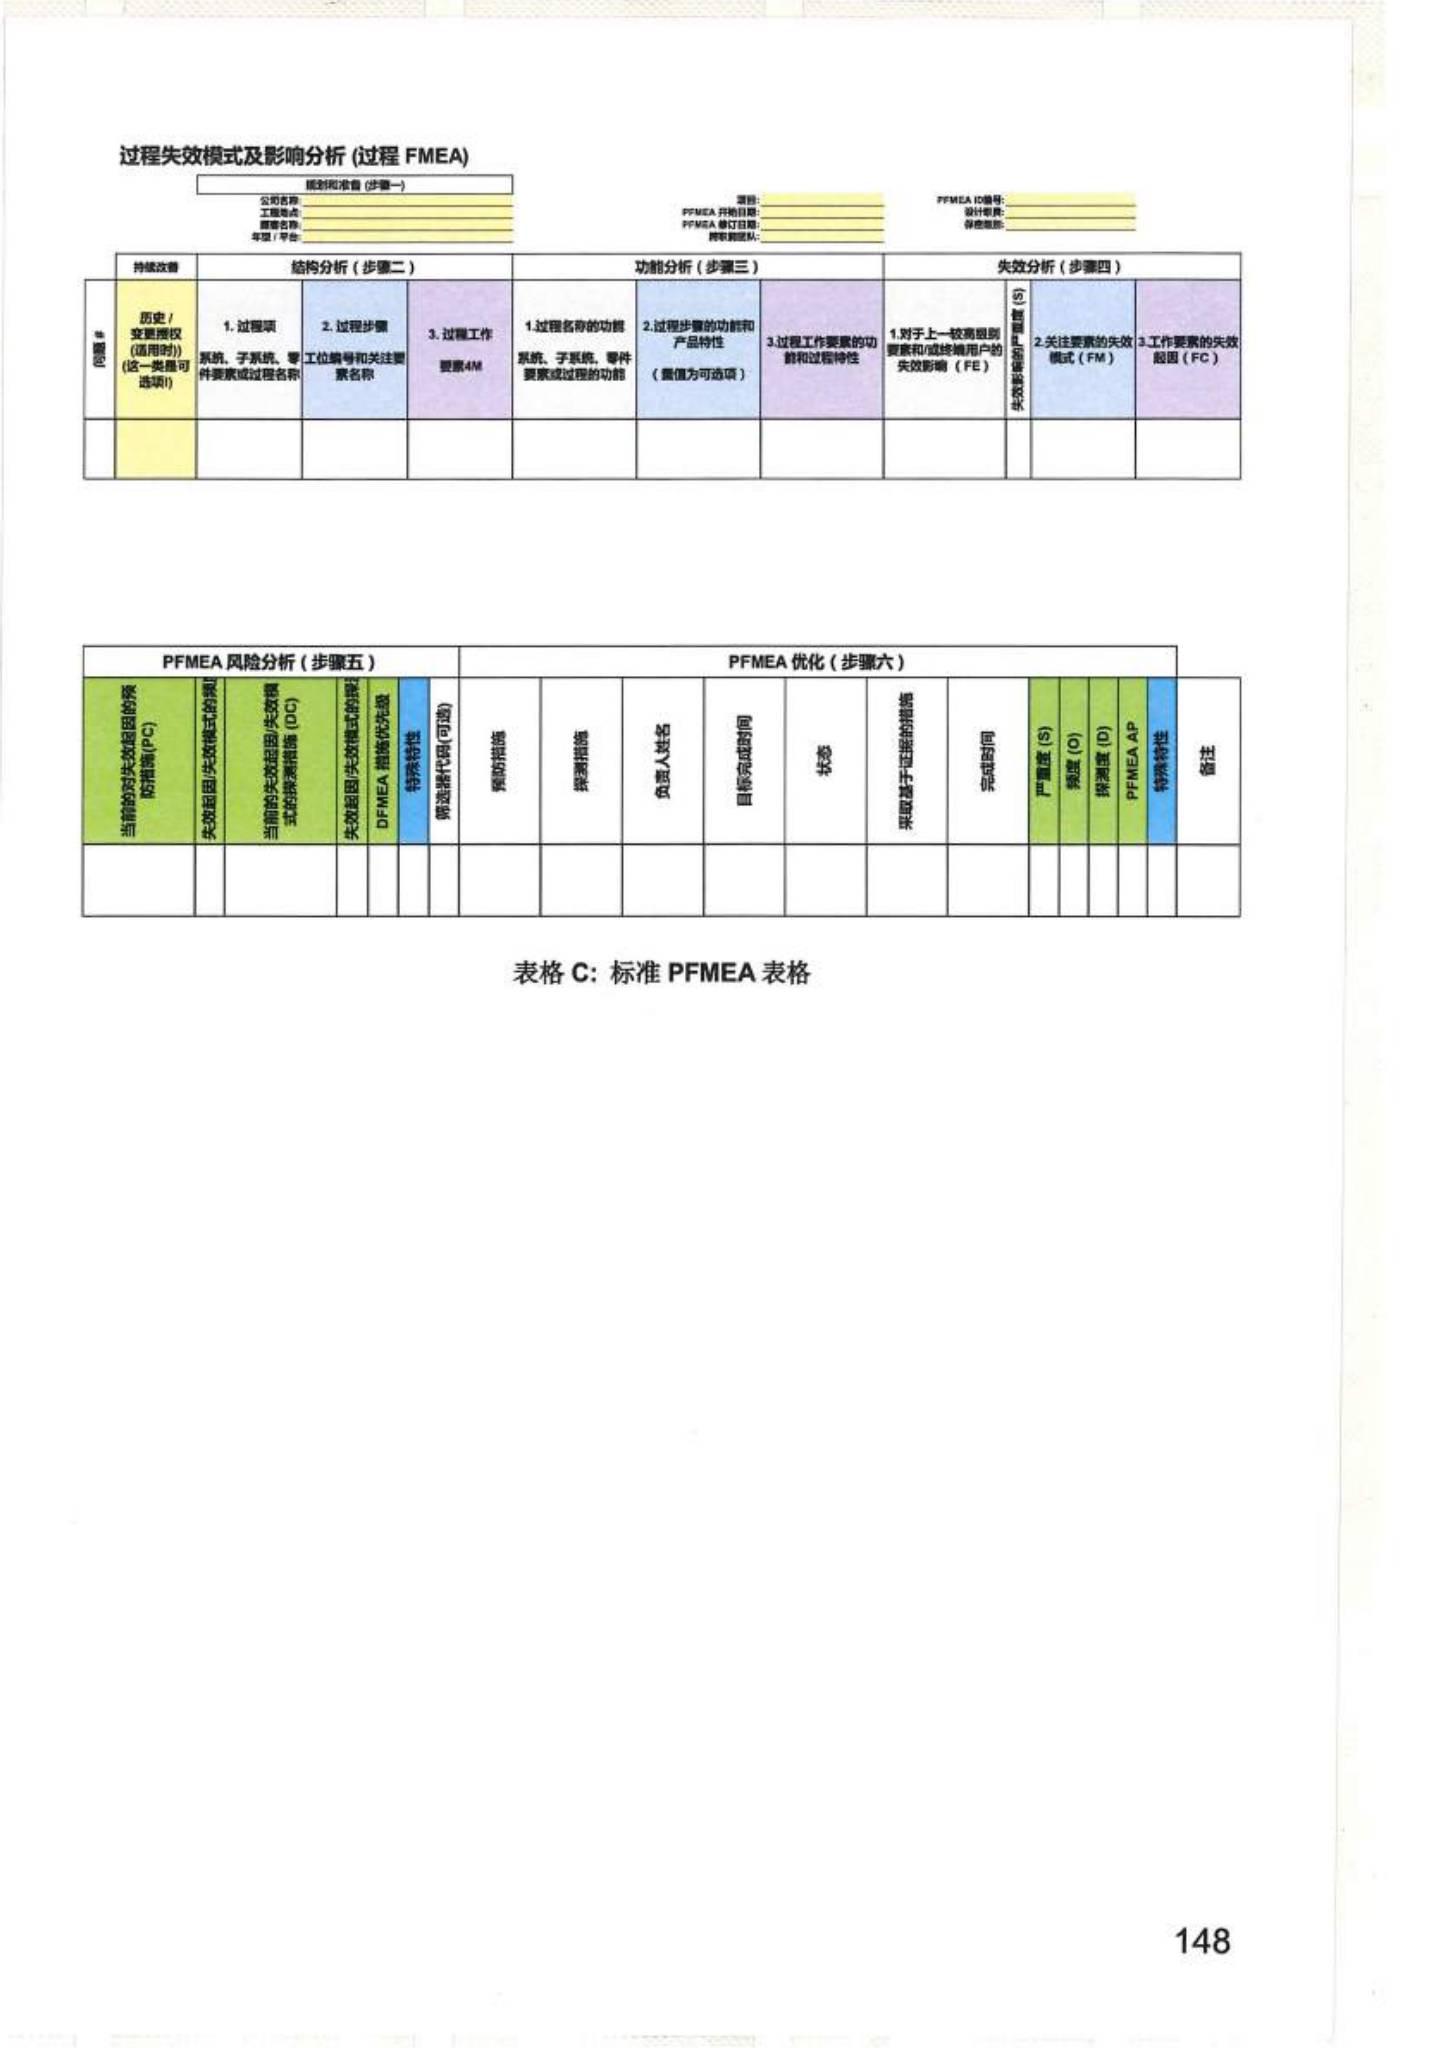 过程失效模式及影响分析 (过程 FMEA)
规划和准备 (步骤一)
公司名称:
工程地点:
顾客名称:
年型 / 平台:
项目:
PFMEA 开始日期:
PFMEA 修订日期:
跨职能团队:
PFMEA ID编号:
设计职责:
保密级别:
持续改善
结构分析 ( 步骤二 )
功能分析 ( 步骤三 )
失效分析 ( 步骤四 )
问题 #
历史 /
变更授权
(适用时))
(这一类是可
选项!)
1. 过程项
系统、子系统、零
件要素或过程名称
2. 过程步骤
工位编号和关注要
素名称
3. 过程工作
要素4M
1.过程名称的功能
系统、子系统、零件
要素或过程的功能
2.过程步骤的功能和
产品特性
( 量值为可选项 )
3.过程工作要素的功
能和过程特性
1.对于上一较高级别
要素和/或终端用户的
失效影响 ( FE )
失效影响的严重度 (S)
2.关注要素的失效
模式 ( FM )
3.工作要素的失效
起因 ( FC )
PFMEA 风险分析 ( 步骤五 )
PFMEA 优化 ( 步骤六 )
当前的对失效起因的预
防措施(PC)
失效起因/失效模式的频
当前的失效起因/失效模
式的探测措施 (DC)
失效起因/失效模式的探
DFMEA 措施优先级
特殊特性
筛选器代码(可选)
预防措施
探测措施
负责人姓名
目标完成时间
状态
采取基于证据的措施
完成时间
严重度 (S)
频度 (O)
探测度 (D)
PFMEA AP
特殊特性
备注
表格 C: 标准 PFMEA 表格
148